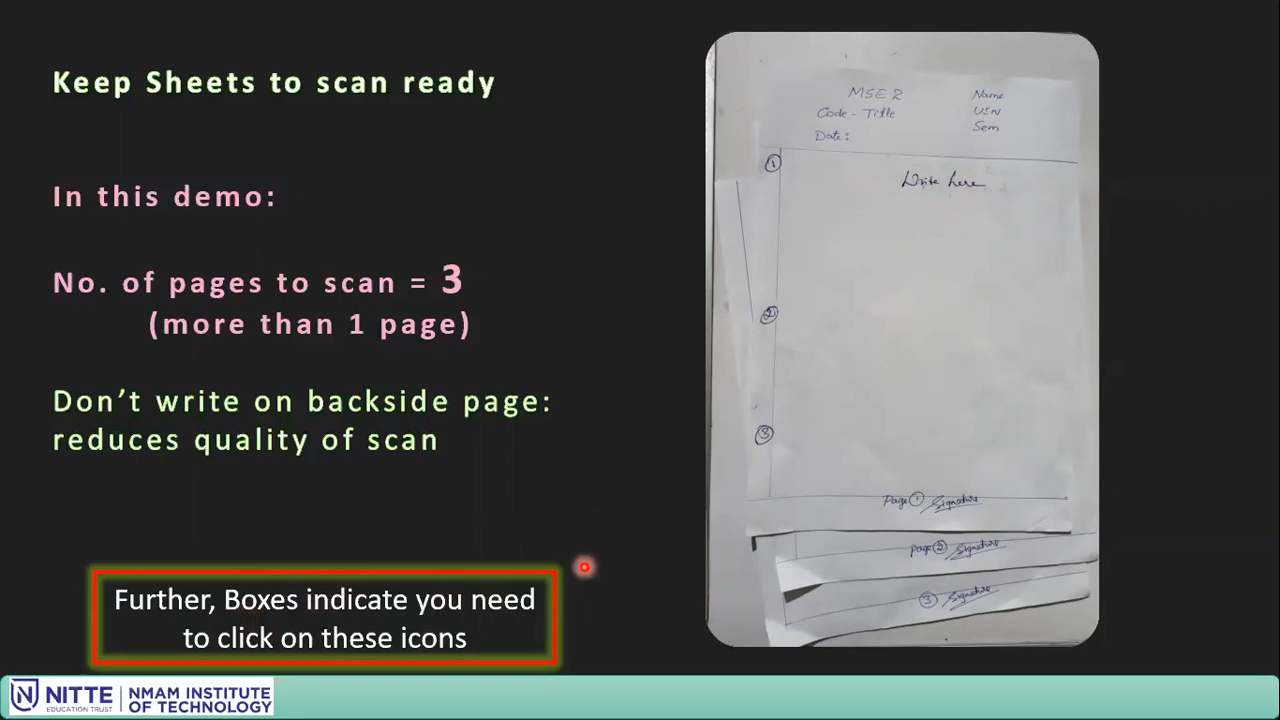 Keep Sheets to scan ready
In this demo:
No. of pages to scan = 3
(more than 1 page)
Don’t write on backside page:
reduces quality of scan
Further, Boxes indicate you need
to click on these icons
MSE 2
Code - Title
Date:
Name
USN
Sem
1
Write here
2
3
Page 1 Signature
Page 2 Signature
3 Signature
NITTE
EDUCATION TRUST
NMAM INSTITUTE
OF TECHNOLOGY